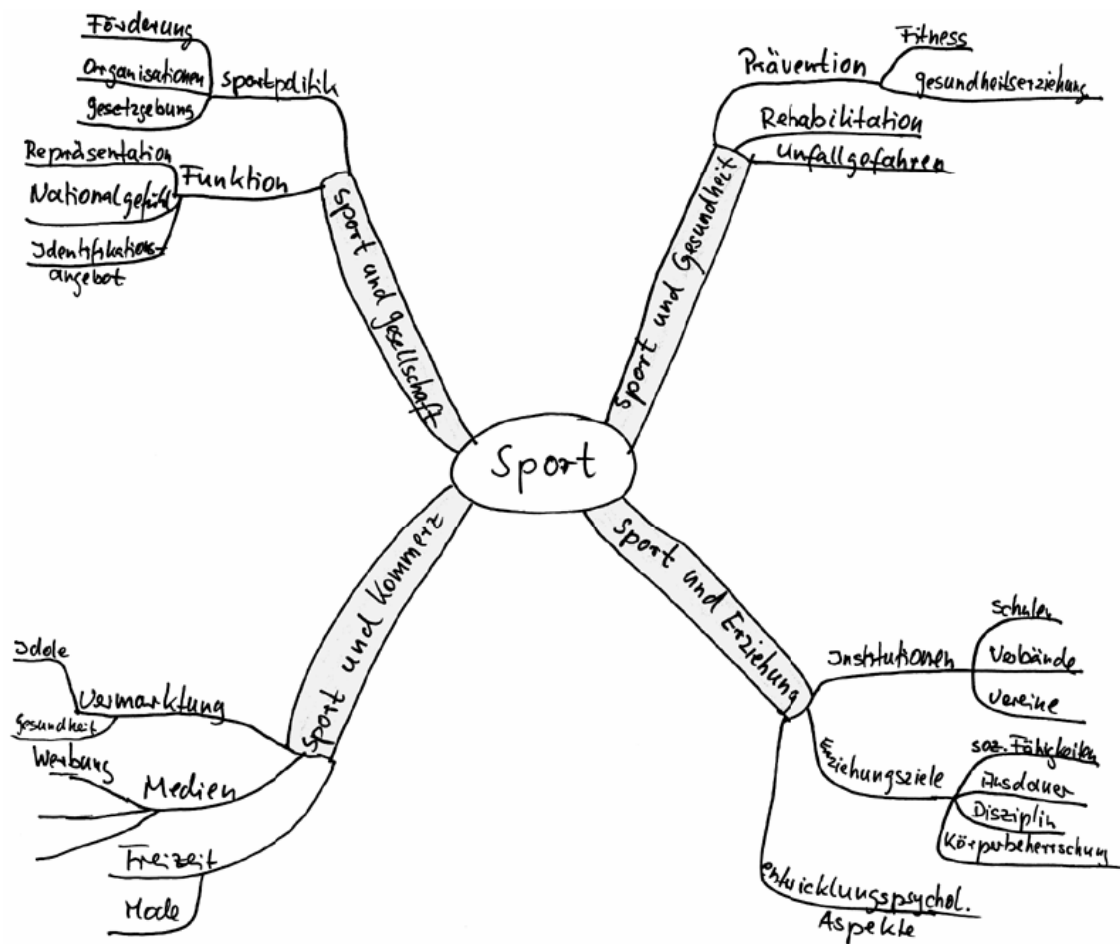 Förderung
Organisationen
Gesetzgebung
Sportpolitik
Repräsentation
Nationalgefühl
Identifikations-
angebot
Funktion
Sport und Gesellschaft
Prävention
Fitness
Gesundheitserziehung
Rehabilitation
Unfallgefahren
Sport und Gesundheit
Sport
Sport und Kommerz
Idole
Vermarktung
Gesundheit
Werbung
Medien
Freizeit
Mode
Sport und Erziehung
Institutionen
Schulen
Verbände
Vereine
Erziehungsziele
soz. Fähigkeiten
Ausdauer
Disziplin
Körperbeherrschung
entwicklungspsychol.
Aspekte